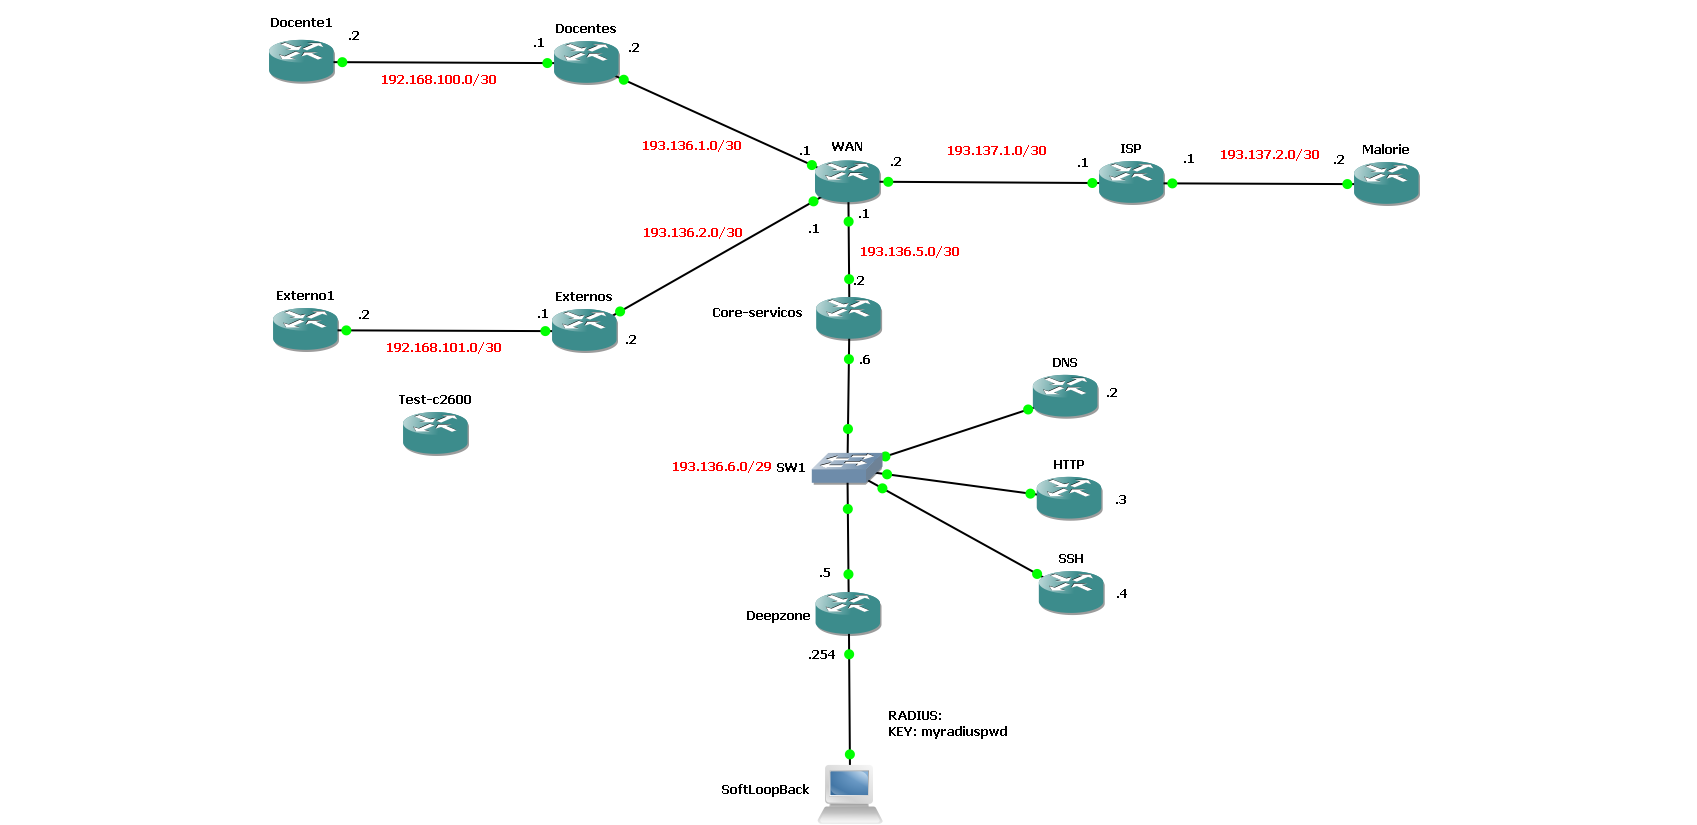 Docente1
.2
Docentes
.1
.2
192.168.100.0/30
193.136.1.0/30
.1
WAN
.2
193.137.1.0/30
.1
ISP
.1
193.137.2.0/30
.2
Malorie
193.136.2.0/30
.1
.1
193.136.5.0/30
.2
Externo1
.2
Externos
.1
.2
192.168.101.0/30
Core-servicos
.6
Test-c2600
DNS
.2
193.136.6.0/29
SW1
HTTP
.3
SSH
.4
.5
Deepzone
.254
RADIUS:
KEY: myradiuspwd
SoftLoopBack